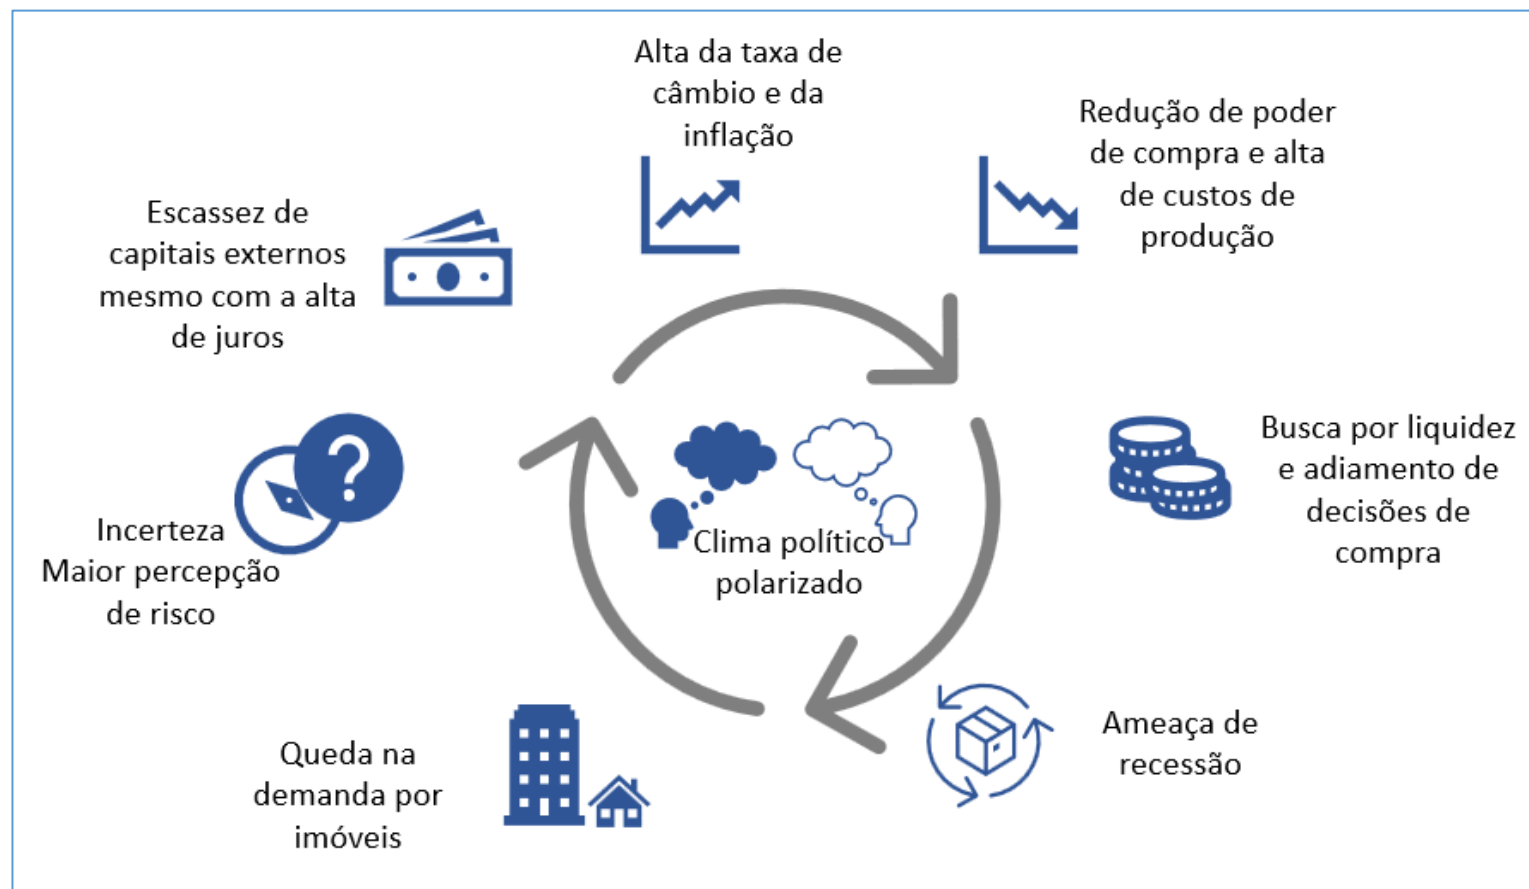 Alta da taxa de
câmbio e da
inflação
Redução de poder
de compra e alta
de custos de
produção
Busca por liquidez
e adiamento de
decisões de
compra
Ameaça de
recessão
Queda na
demanda por
imóveis
Incerteza
Maior percepção
de risco
Escassez de
capitais externos
mesmo com a alta
de juros
Clima político
polarizado
?